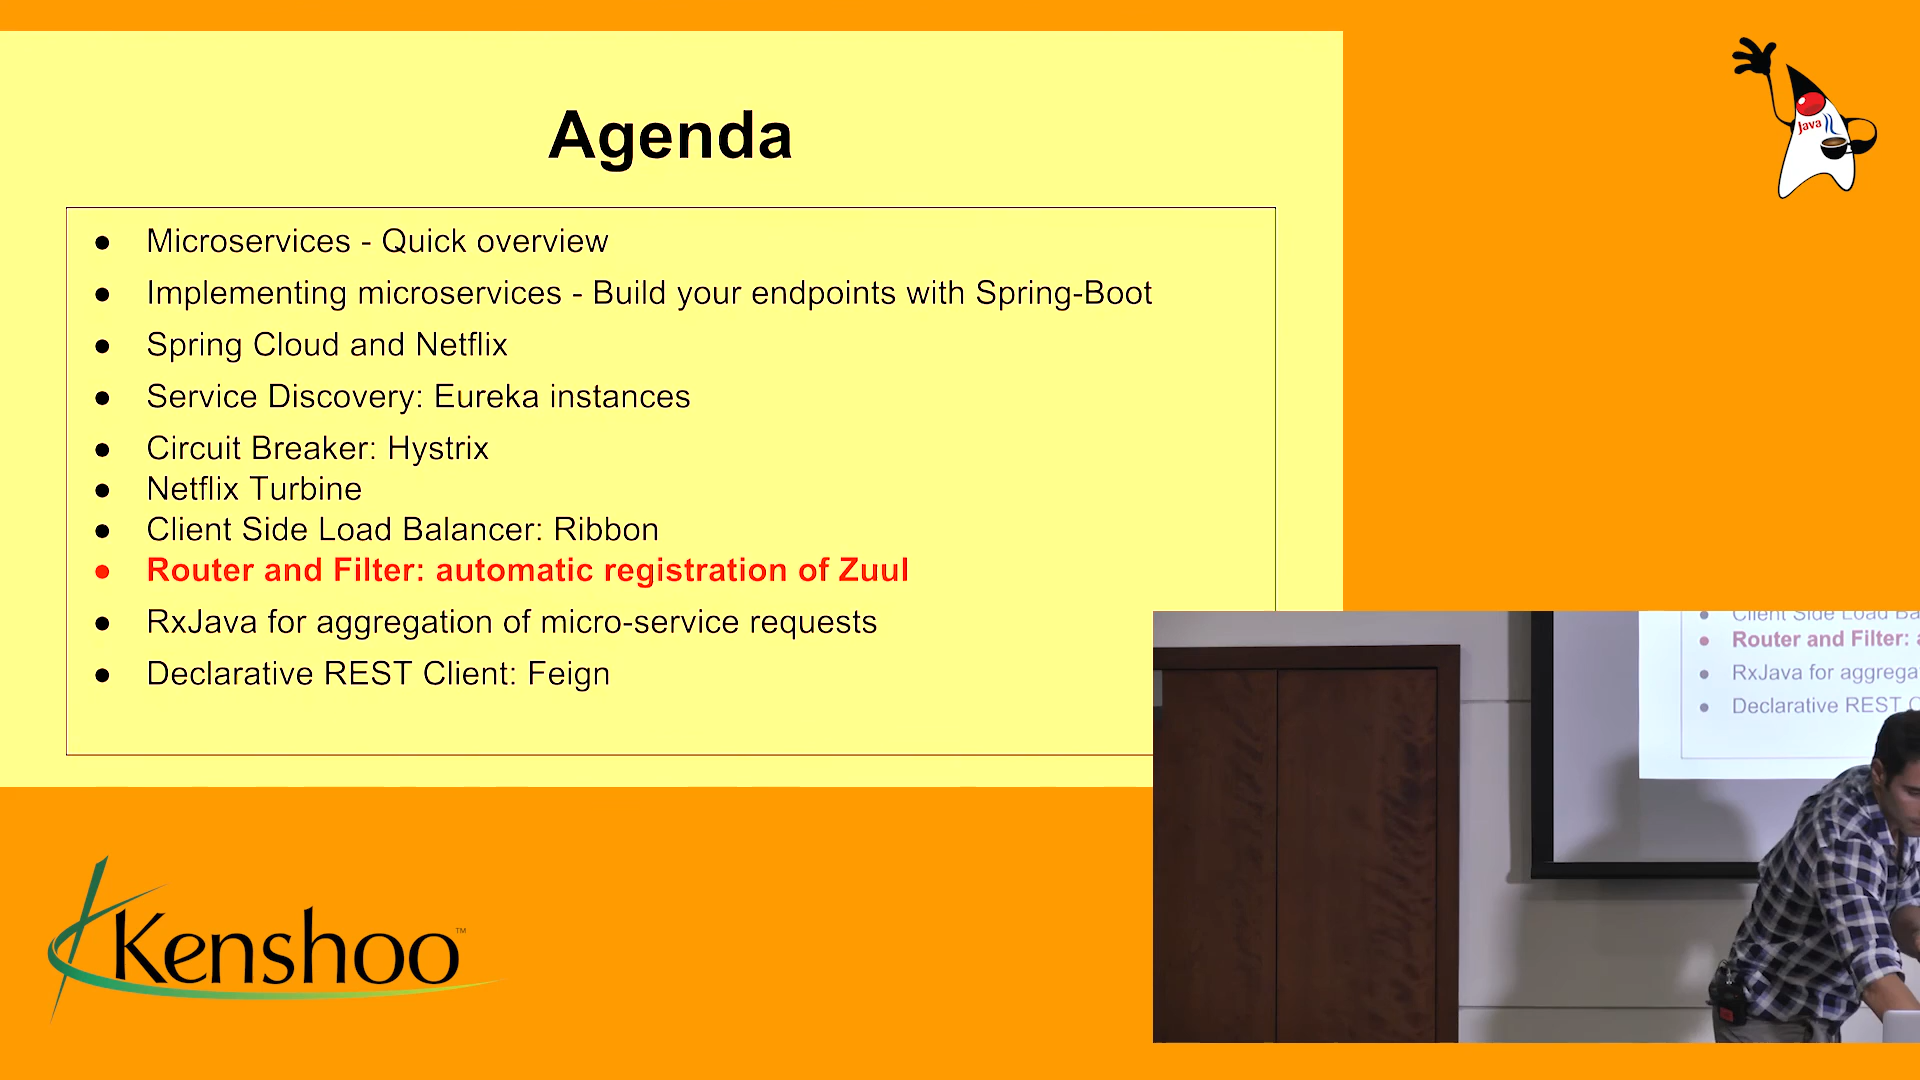 Agenda
● Microservices - Quick overview
● Implementing microservices - Build your endpoints with Spring-Boot
● Spring Cloud and Netflix
● Service Discovery: Eureka instances
● Circuit Breaker: Hystrix
● Netflix Turbine
● Client Side Load Balancer: Ribbon
● Router and Filter: automatic registration of Zuul
● RxJava for aggregation of micro-service requests
● Declarative REST Client: Feign
Java
Kenshoo™
● Client Side Load Ba
● Router and Filter: a
● RxJava for aggrega
● Declarative REST C